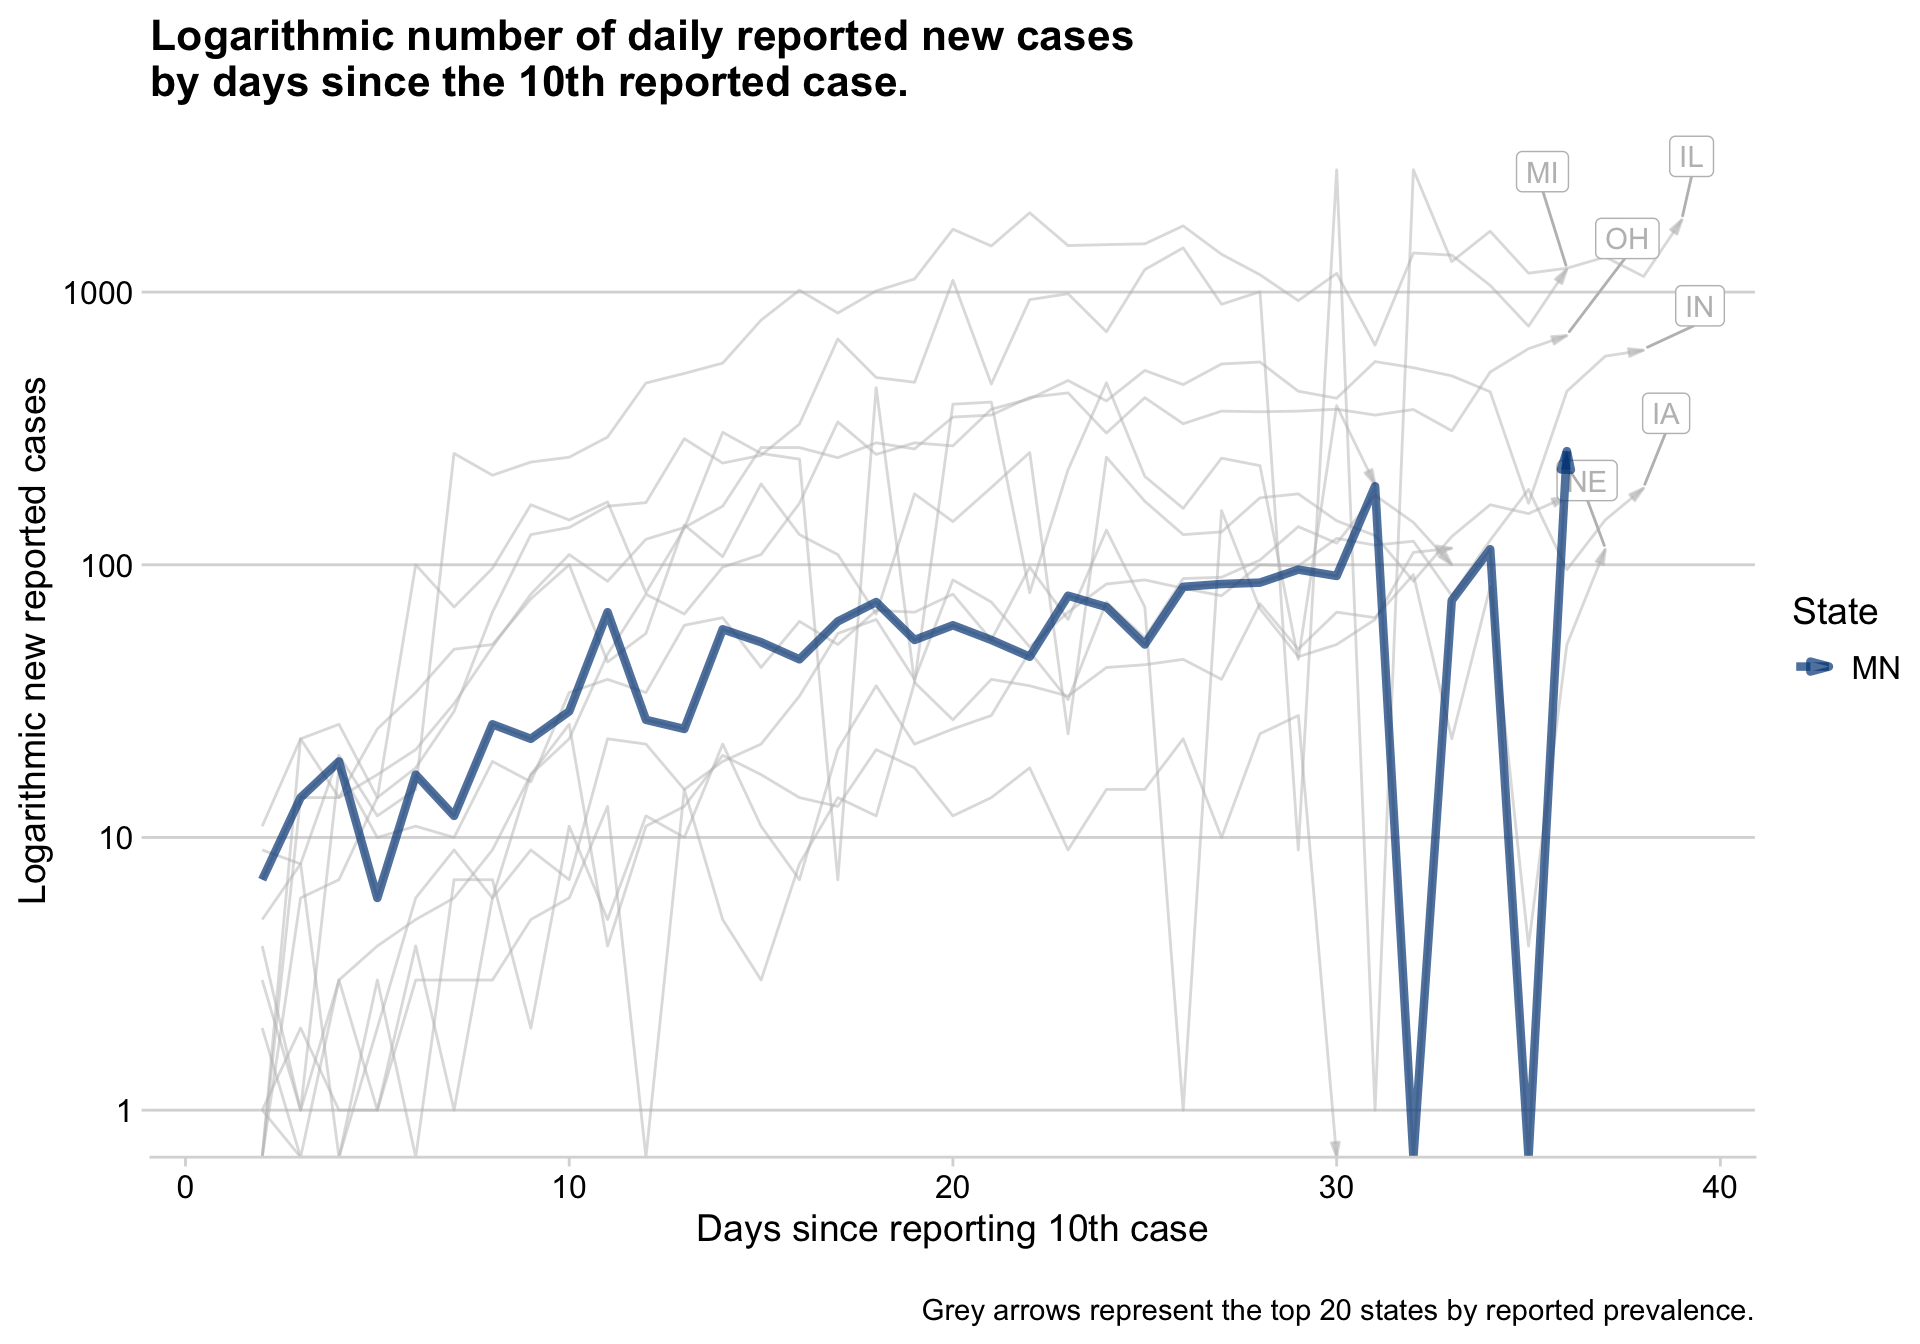 Logarithmic number of daily reported new cases
by days since the 10th reported case.
IL
MI
OH
1000
IN
IA
NE
100
10
1
Logarithmic new reported cases
State
MN
0 10 20 30 40
Days since reporting 10th case
Grey arrows represent the top 20 states by reported prevalence.